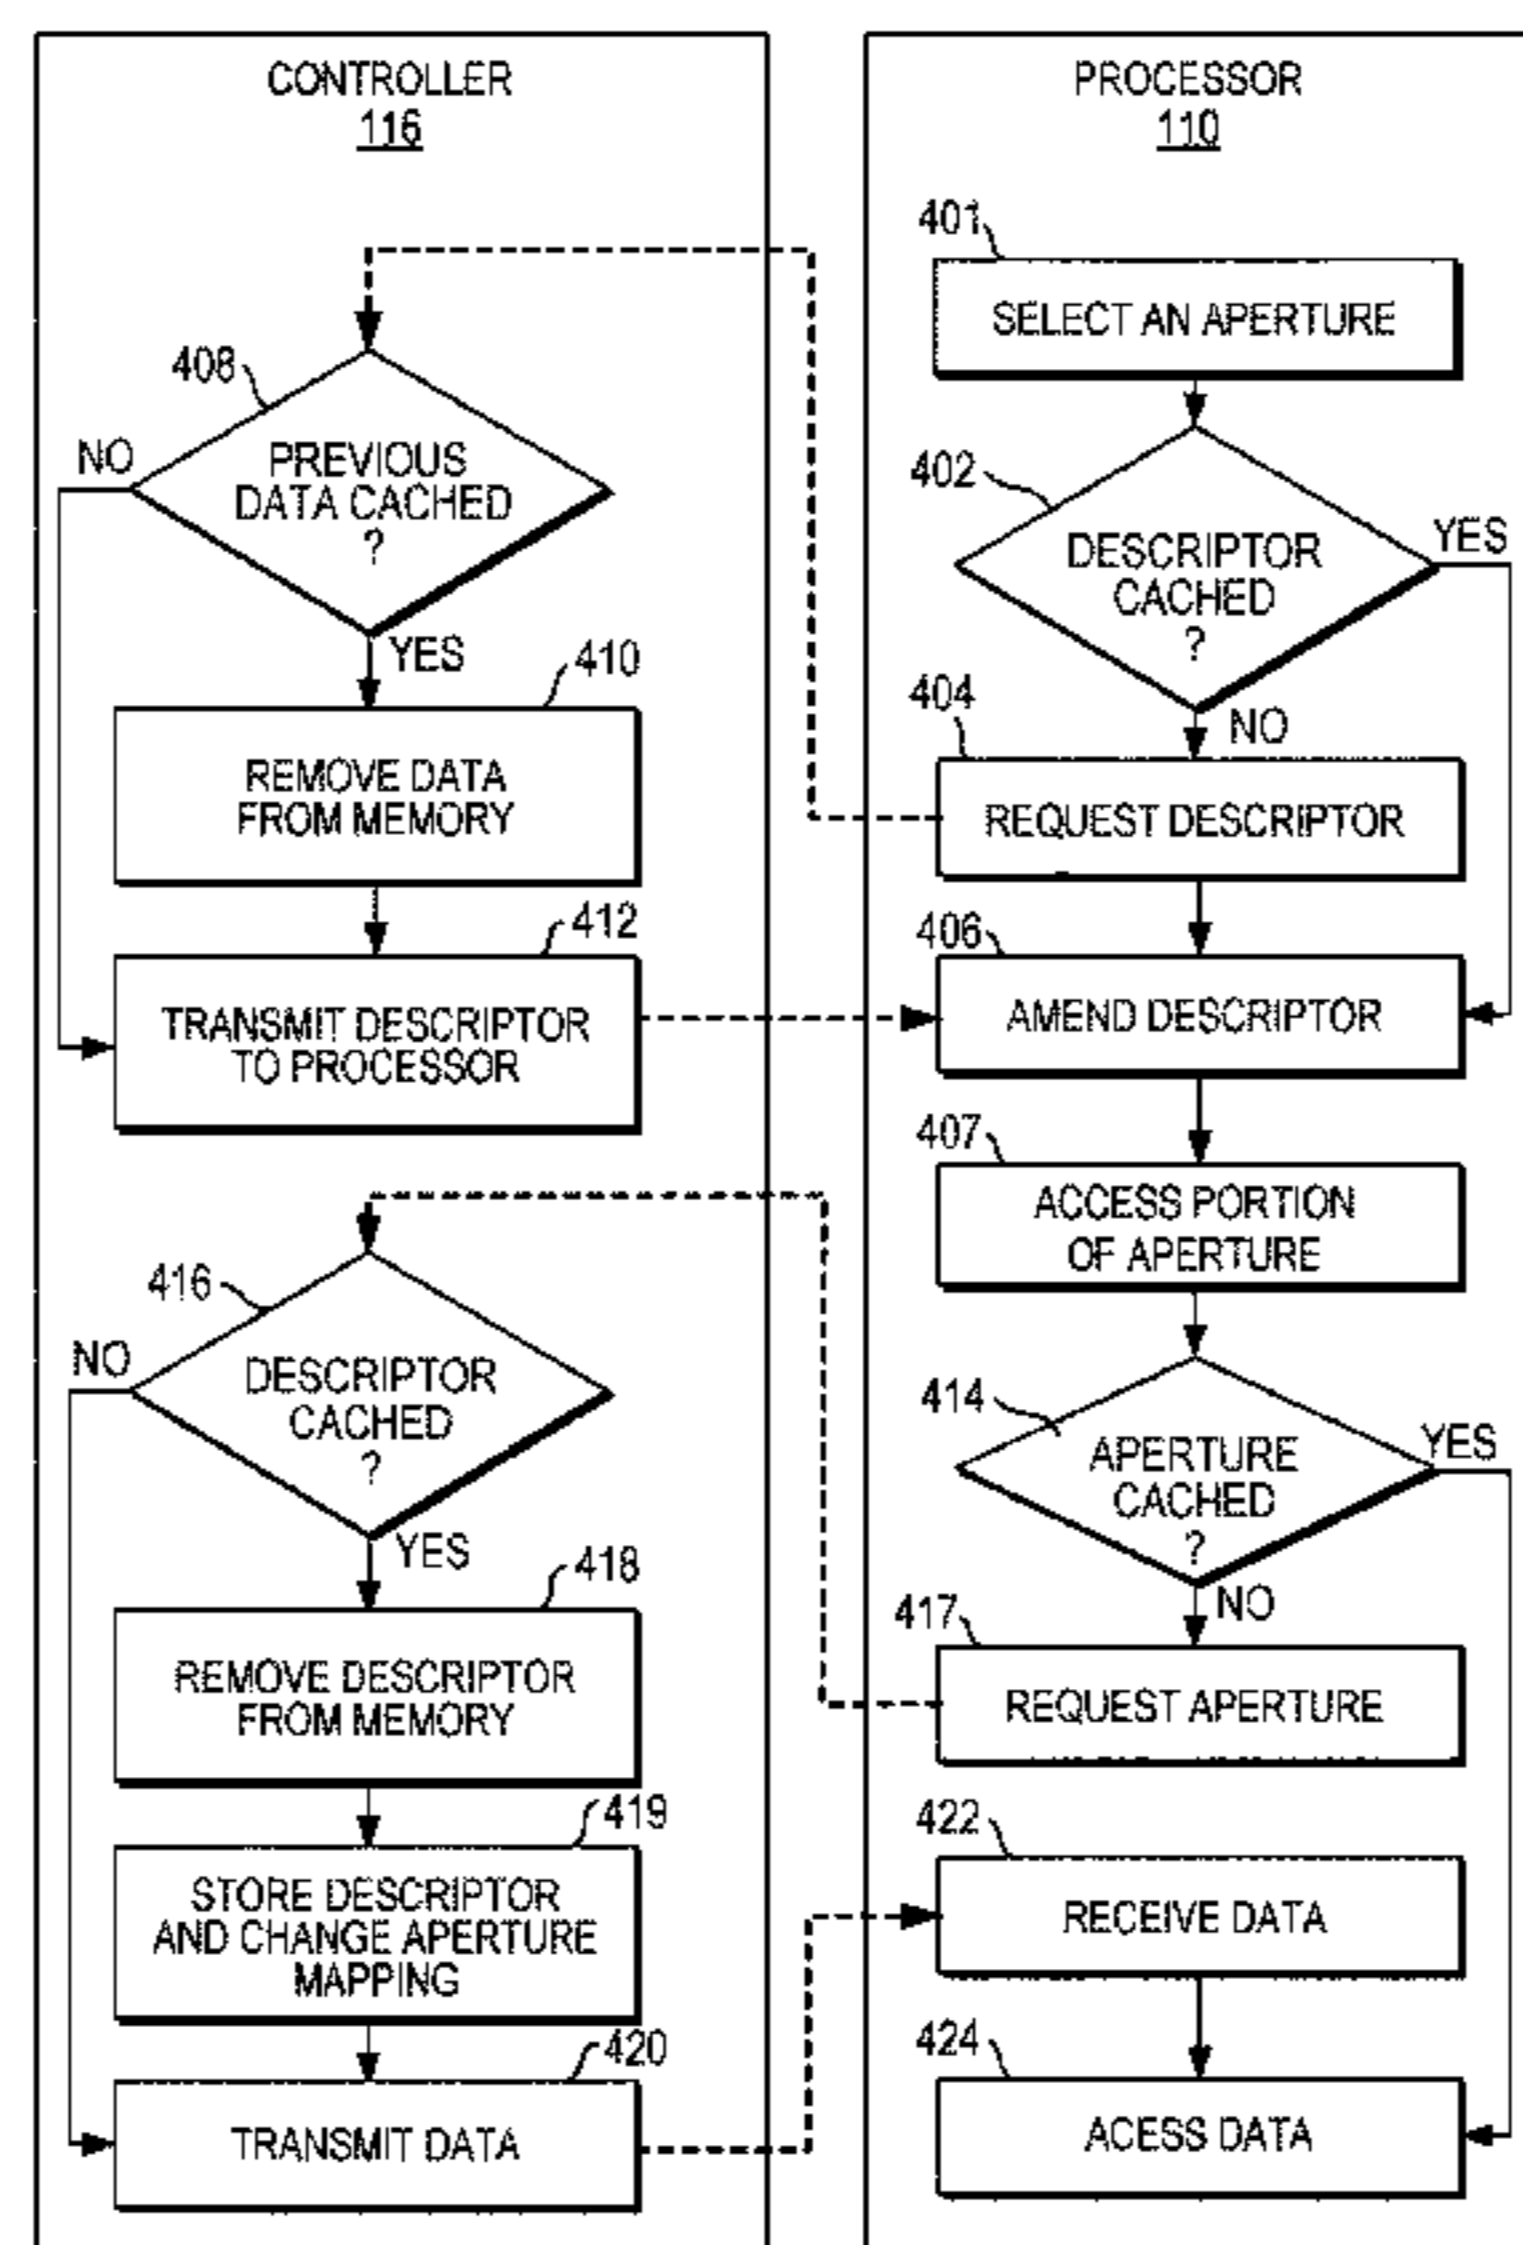 CONTROLLER
116
408
NO
PREVIOUS
DATA CACHED
?
YES
410
REMOVE DATA
FROM MEMORY
412
TRANSMIT DESCRIPTOR
TO PROCESSOR
416
NO
DESCRIPTOR
CACHED
?
YES
418
REMOVE DESCRIPTOR
FROM MEMORY
419
STORE DESCRIPTOR
AND CHANGE APERTURE
MAPPING
420
TRANSMIT DATA
PROCESSOR
110
401
SELECT AN APERTURE
402
DESCRIPTOR
CACHED
?
YES
NO
404
REQUEST DESCRIPTOR
406
AMEND DESCRIPTOR
407
ACCESS PORTION
OF APERTURE
414
APERTURE
CACHED
?
YES
NO
417
REQUEST APERTURE
422
RECEIVE DATA
424
ACESS DATA